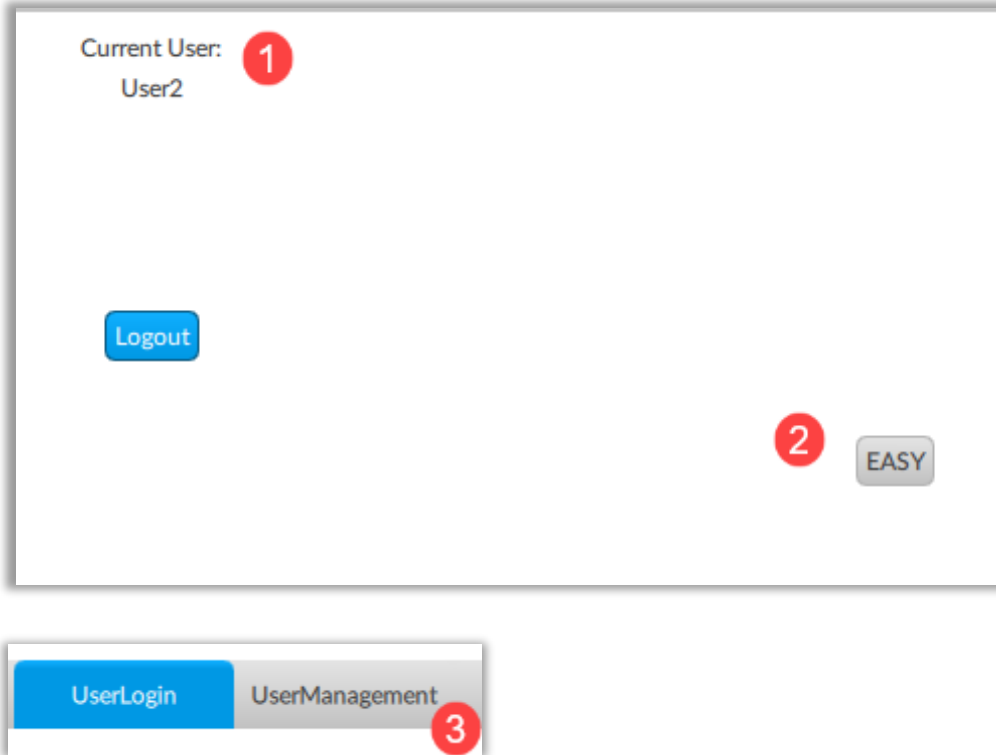 Current User:
1
User2
Logout
2
EASY
UserLogin
UserManagement
3